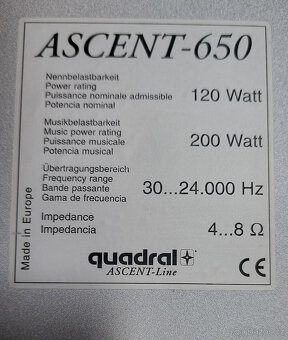 ASCENT-650
Nennbelastbarkeit
Power rating
Puissance nominale admissible
Potencia nominal
120 Watt
Musikbelastbarkeit
Music power rating
Puissance musicale
Potencia musical
200 Watt
Übertragungsbereich
Frequency range
Bande passante
Gama de frecuencia
30...24.000 Hz
Impedance
Impedancia
4...8 Ω
Made in Europe
quadral
ASCENT-Line
CE